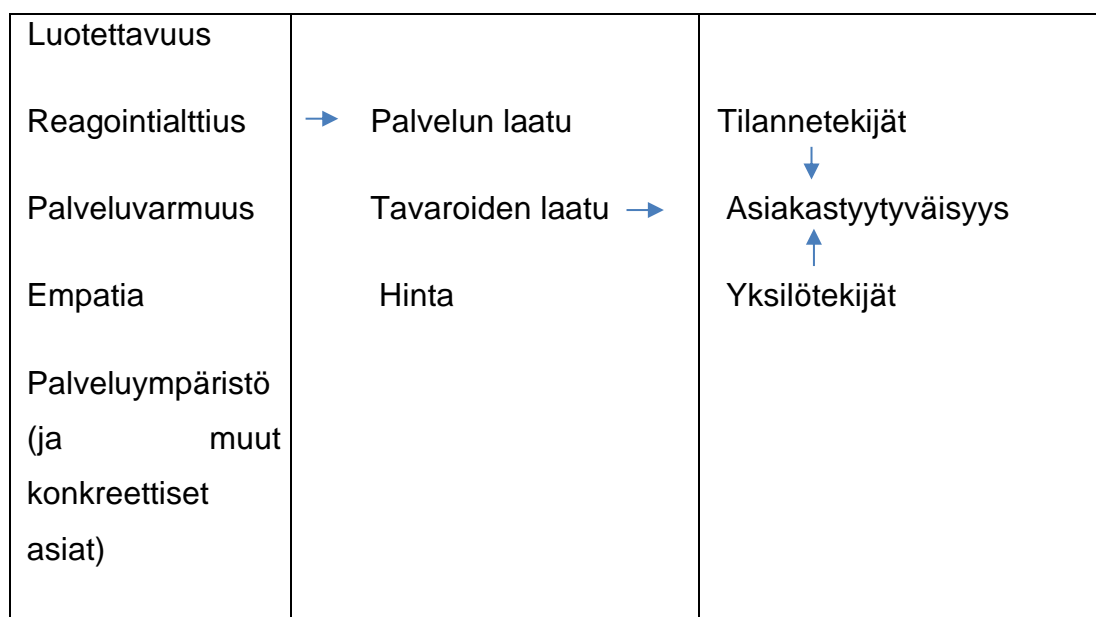 Luotettavuus
Reagointialttius
Palveluvarmuus
Empatia
Palveluympäristö
(ja muut
konkreettiset
asiat)
Palvelun laatu
Tavaroiden laatu
Hinta
Tilannetekijät
Asiakastyytyväisyys
Yksilötekijät